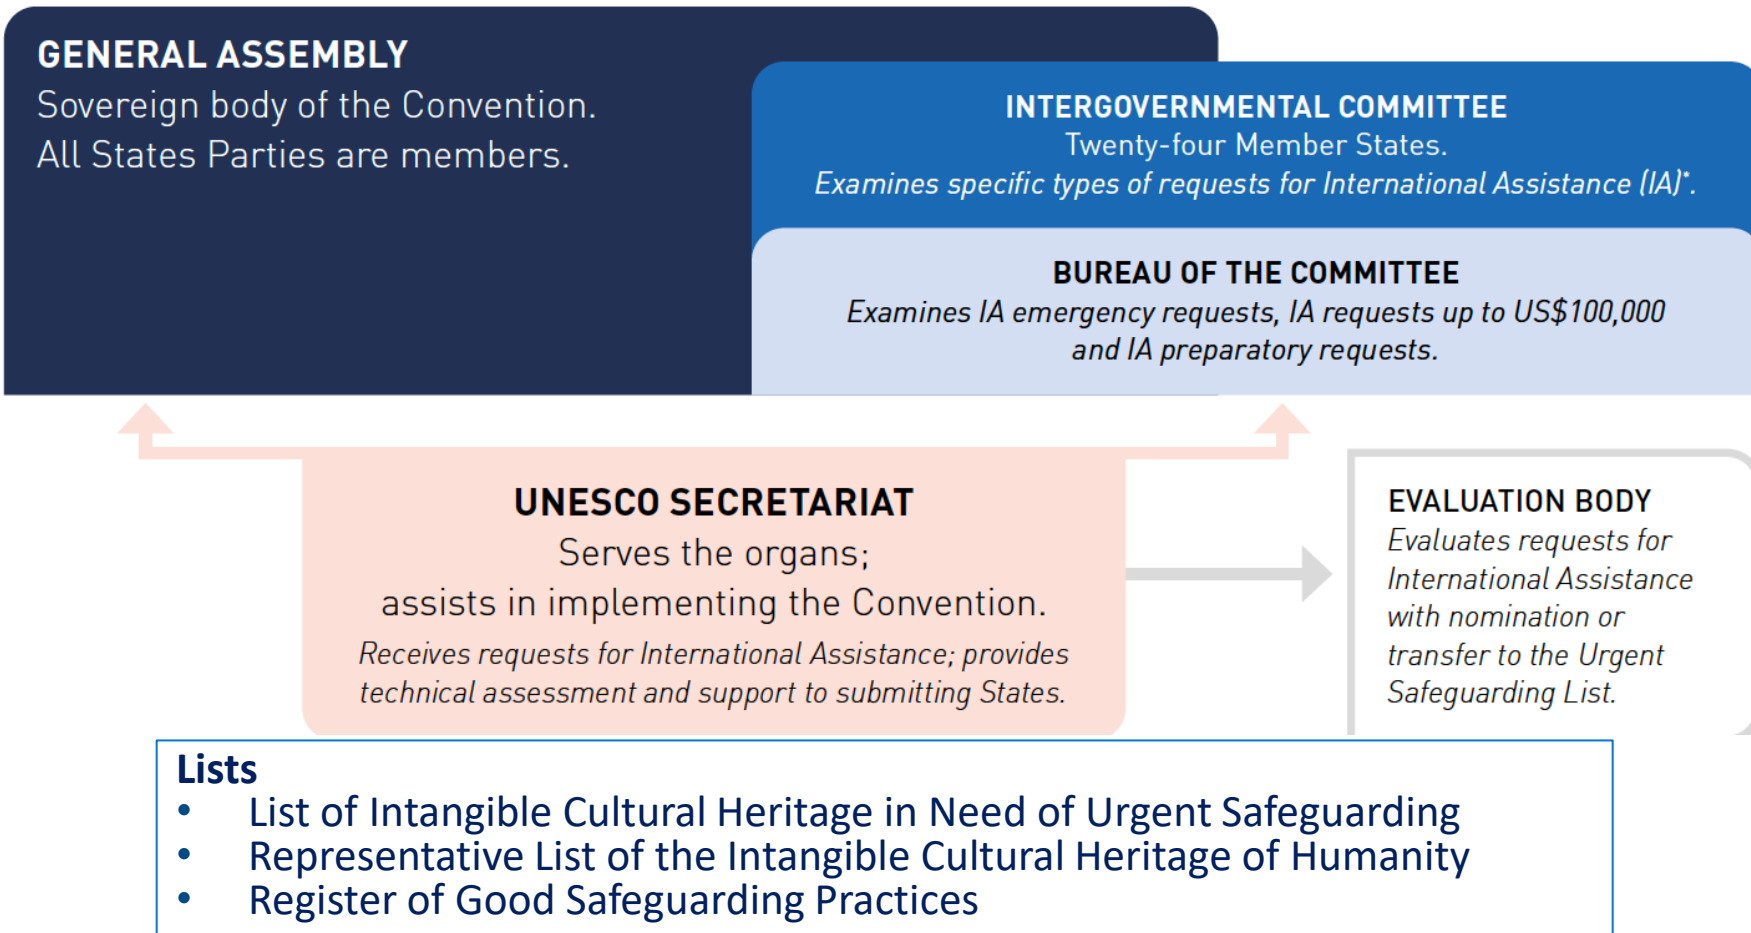 GENERAL ASSEMBLY
Sovereign body of the Convention.
All States Parties are members.
INTERGOVERNMENTAL COMMITTEE
Twenty-four Member States.
Examines specific types of requests for International Assistance (IA)*.
BUREAU OF THE COMMITTEE
Examines IA emergency requests, IA requests up to US$100,000
and IA preparatory requests.
UNESCO SECRETARIAT
Serves the organs;
assists in implementing the Convention.
Receives requests for International Assistance; provides
technical assessment and support to submitting States.
EVALUATION BODY
Evaluates requests for
International Assistance
with nomination or
transfer to the Urgent
Safeguarding List.
Lists
• List of Intangible Cultural Heritage in Need of Urgent Safeguarding
• Representative List of the Intangible Cultural Heritage of Humanity
• Register of Good Safeguarding Practices